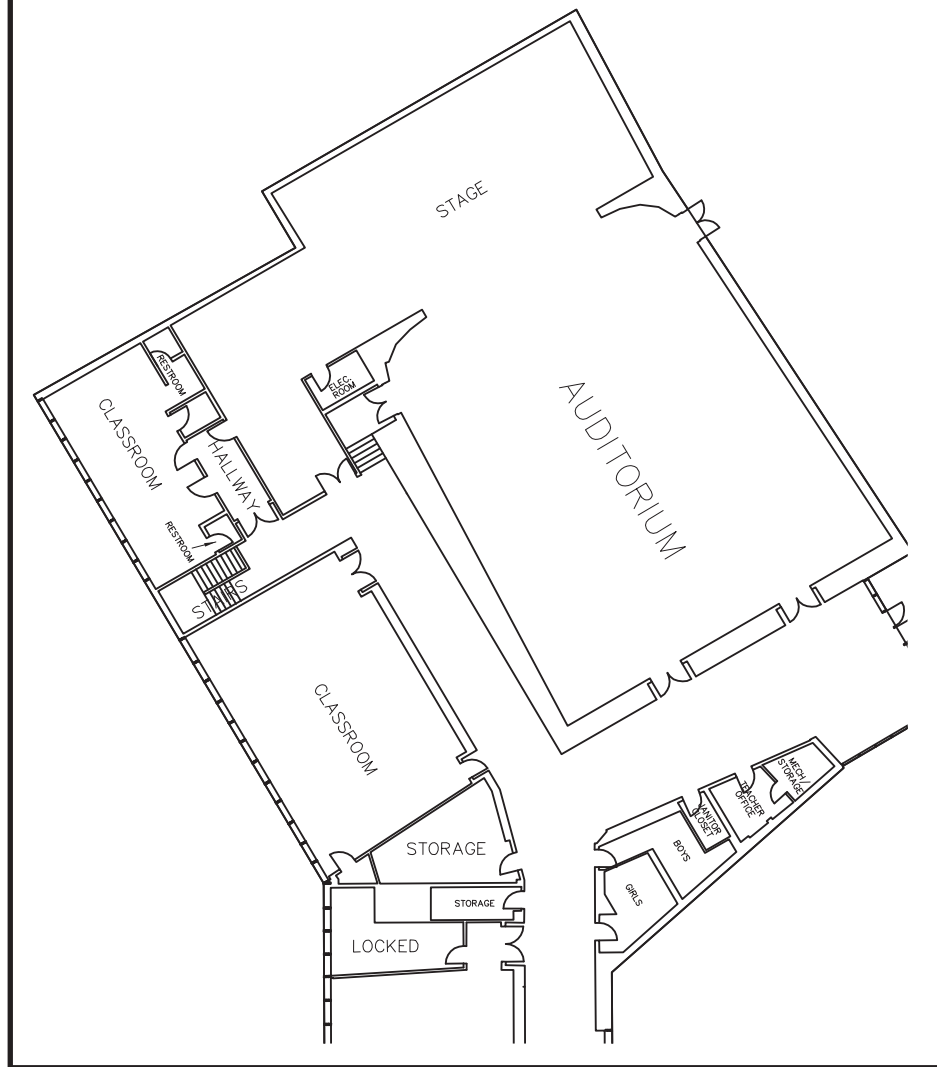 STAGE
RESTROOM
ELEC.
ROOM
CLASSROOM
AUDITORIUM
HALLWAY
RESTROOM
STAIRS
CLASSROOM
MECH/
STORAGE
TEACHER
OFFICE
JANITOR
CLOSET
STORAGE
BOYS
GIRLS
STORAGE
LOCKED